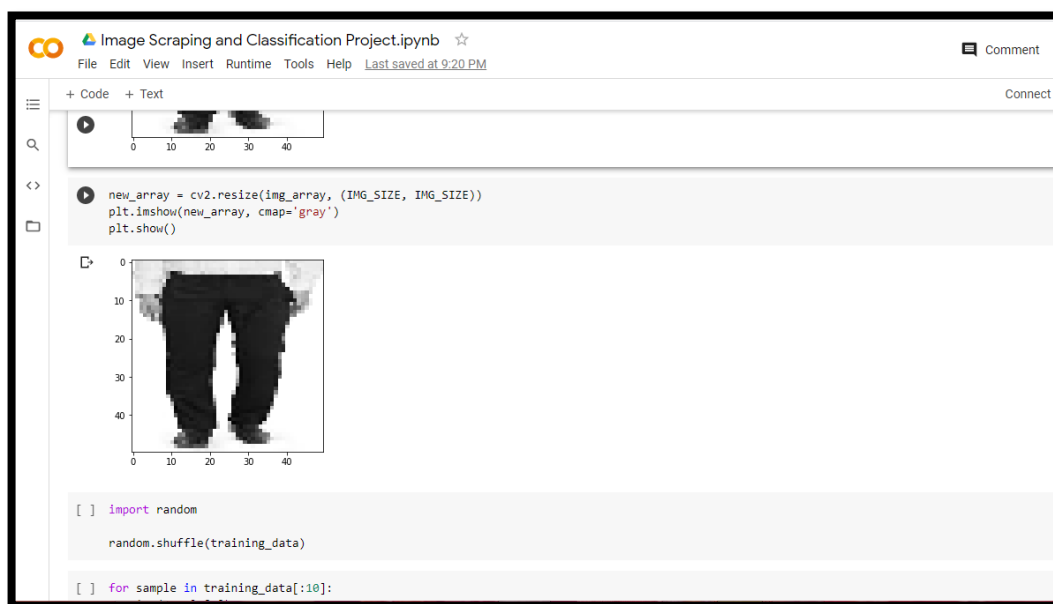 Image Scraping and Classification Project.ipynb
Comment
File Edit View Insert Runtime Tools Help Last saved at 9:20 PM
+ Code + Text
Connect
0 10 20 30 40
new_array = cv2.resize(img_array, (IMG_SIZE, IMG_SIZE))
plt.imshow(new_array, cmap='gray')
plt.show()
0
10
20
30
40
0 10 20 30 40
[ ] import random
random.shuffle(training_data)
[ ] for sample in training_data[:10]: